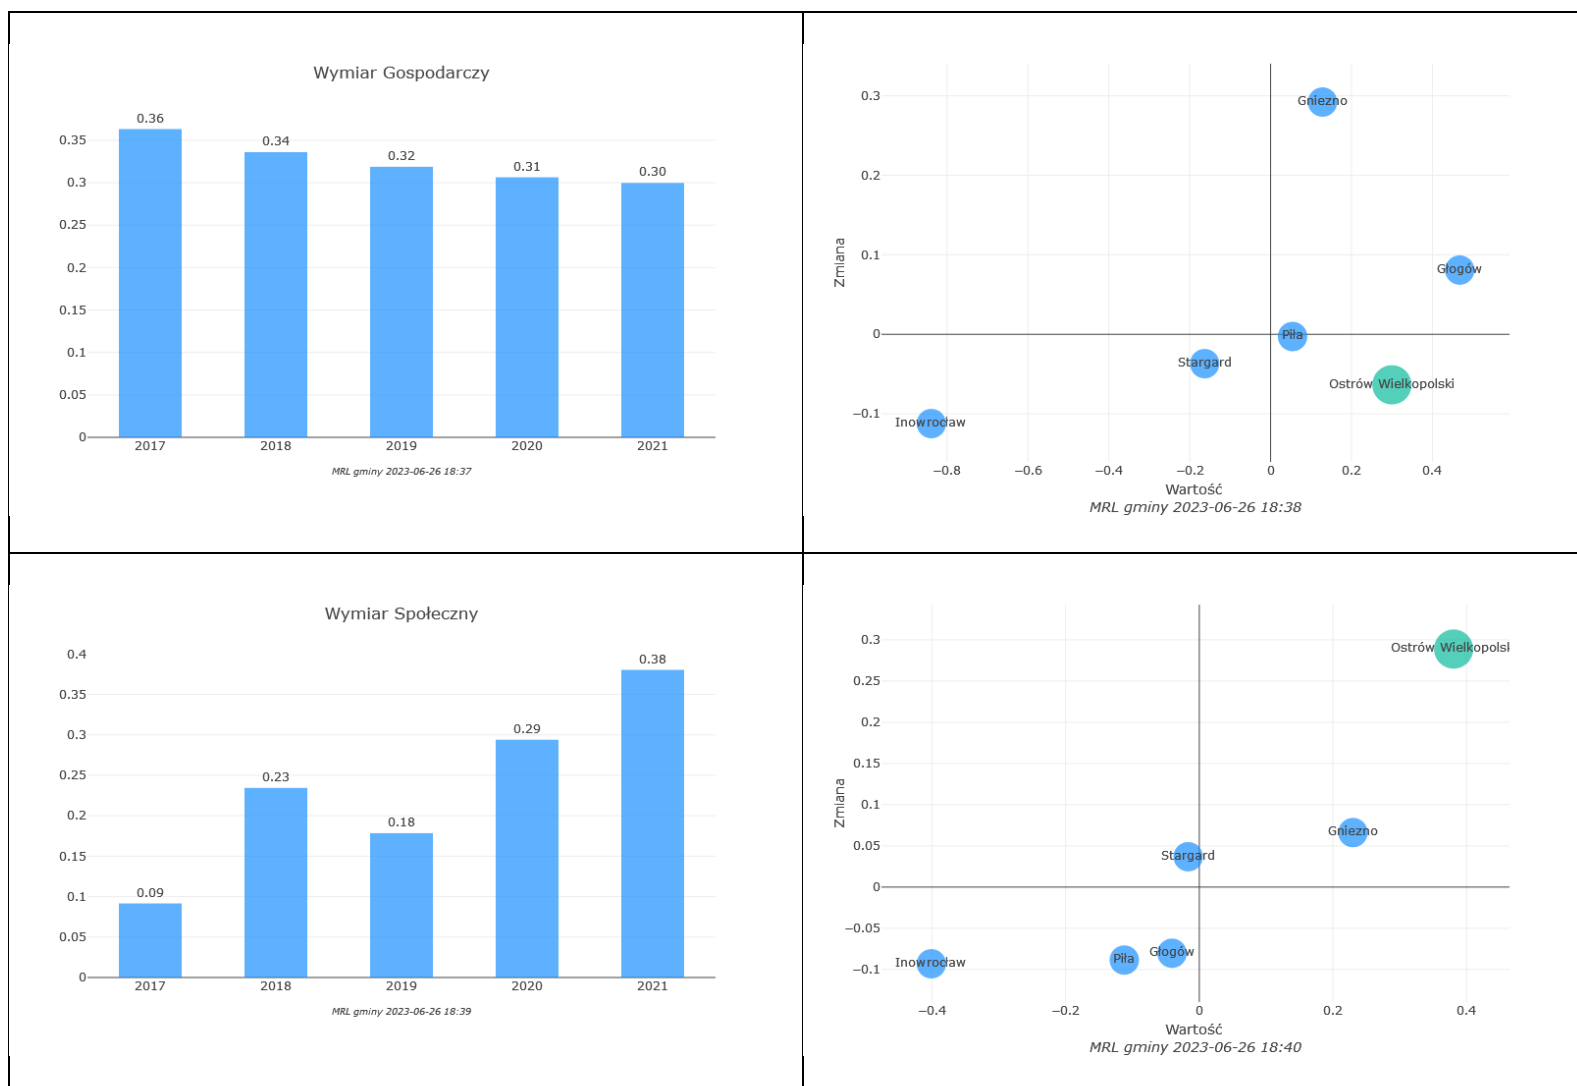 Wymiar Gospodarczy
0.36
0.34
0.32
0.31
0.30
0.35
0.3
0.25
0.2
0.15
0.1
0.05
0
2017 2018 2019 2020 2021
MRL gminy 2023-06-26 18:37
0.3
0.2
0.1
0
−0.1
Zmiana
Gniezno
Głogów
Piła
Stargard
Ostrów Wielkopolski
Inowrocław
−0.8 −0.6 −0.4 −0.2 0 0.2 0.4
Wartość
MRL gminy 2023-06-26 18:38
Wymiar Społeczny
0.09
0.23
0.18
0.29
0.38
0.4
0.35
0.3
0.25
0.2
0.15
0.1
0.05
0
2017 2018 2019 2020 2021
MRL gminy 2023-06-26 18:39
0.3
0.25
0.2
0.15
0.1
0.05
0
−0.05
−0.1
Zmiana
Ostrów Wielkopolsk
Gniezno
Stargard
Głogów
Piła
Inowrocław
−0.4 −0.2 0 0.2 0.4
Wartość
MRL gminy 2023-06-26 18:40